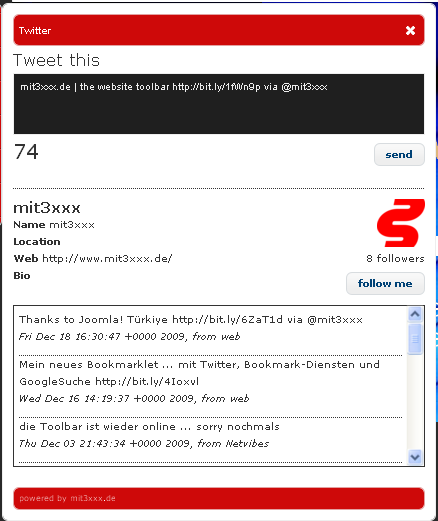 Twitter
Tweet this
mit3xxx.de | the website toolbar http://bit.ly/1fWn9p via @mit3xxx
74
send
mit3xxx
Name mit3xxx
Location
Web http://www.mit3xxx.de/
8 followers
Bio
follow me
Thanks to Joomla! Türkiye http://bit.ly/6ZaT1d via @mit3xxx
Fri Dec 18 16:30:47 +0000 2009, from web
Mein neues Bookmarklet ... mit Twitter, Bookmark-Diensten und
GoogleSuche http://bit.ly/4Ioxvl
Wed Dec 16 14:19:37 +0000 2009, from web
die Toolbar ist wieder online ... sorry nochmals
Thu Dec 03 21:43:34 +0000 2009, from Netvibes
powered by mit3xxx.de